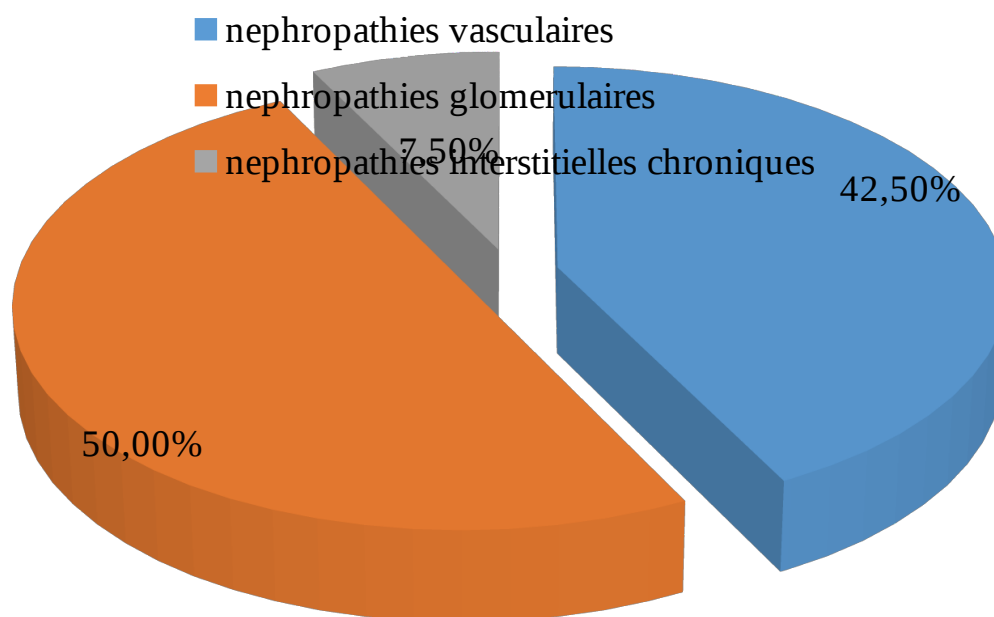 nephropathies vasculaires
nephropathies glomerulaires
7,50%
nephropathies interstitielles chroniques
42,50%
50,00%